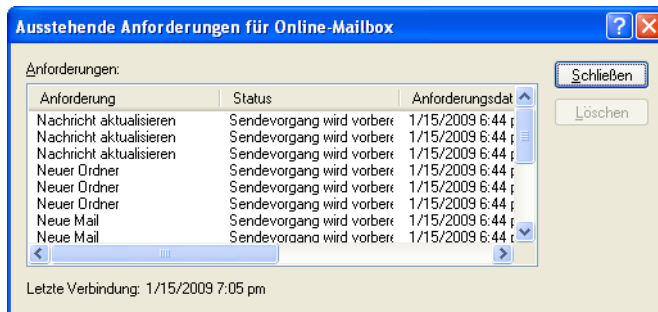 Ausstehende Anforderungen für Online-Mailbox
Anforderungen:
Schließen
Löschen
Anforderung Status Anforderungsdat
Nachricht aktualisieren Sendevorgang wird vorbere 1/15/2009 6:44 p
Nachricht aktualisieren Sendevorgang wird vorbere 1/15/2009 6:44 p
Nachricht aktualisieren Sendevorgang wird vorbere 1/15/2009 6:44 p
Neuer Ordner Sendevorgang wird vorbere 1/15/2009 6:44 p
Neuer Ordner Sendevorgang wird vorbere 1/15/2009 6:44 p
Neuer Ordner Sendevorgang wird vorbere 1/15/2009 6:44 p
Neue Mail Sendevorgang wird vorbere 1/15/2009 6:44 p
Neue Mail Sendevorgang wird vorbere 1/15/2009 6:44 p
Letzte Verbindung: 1/15/2009 7:05 pm